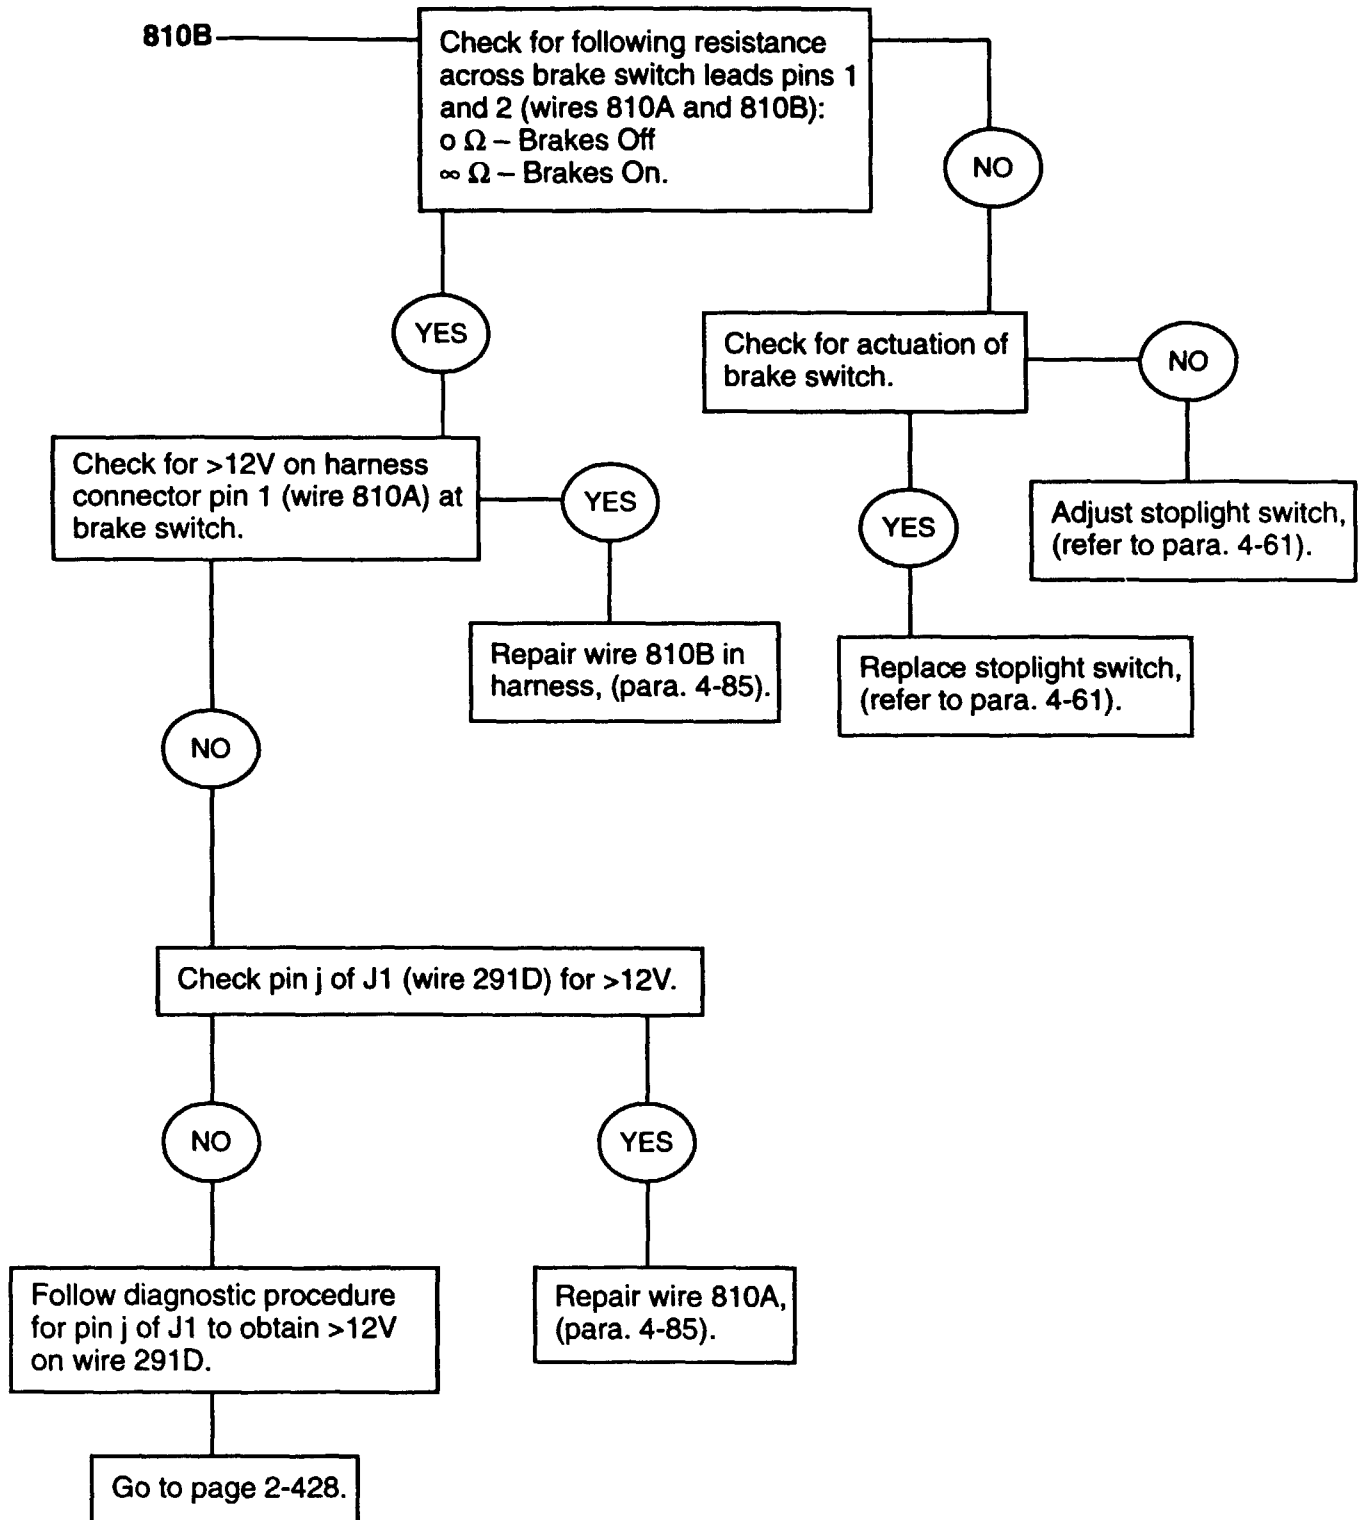 810B
Check for following resistance
across brake switch leads pins 1
and 2 (wires 810A and 810B):
o Ω – Brakes Off
∞ Ω – Brakes On.
NO
YES
Check for actuation of
brake switch.
NO
Check for >12V on harness
connector pin 1 (wire 810A) at
brake switch.
YES
YES
Adjust stoplight switch,
(refer to para. 4-61).
Repair wire 810B in
harness, (para. 4-85).
Replace stoplight switch,
(refer to para. 4-61).
NO
Check pin j of J1 (wire 291D) for >12V.
NO
YES
Follow diagnostic procedure
for pin j of J1 to obtain >12V
on wire 291D.
Repair wire 810A,
(para. 4-85).
Go to page 2-428.